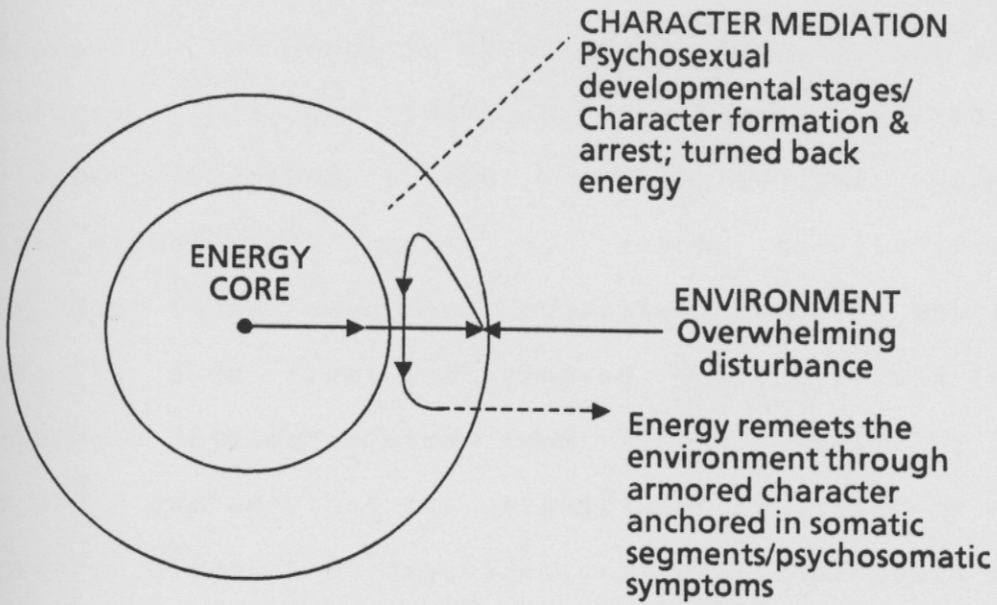 CHARACTER MEDIATION
Psychosexual
developmental stages/
Character formation &
arrest; turned back
energy
ENERGY
CORE
ENVIRONMENT
Overwhelming
disturbance
Energy remeets the
environment through
armored character
anchored in somatic
segments/psychosomatic
symptoms